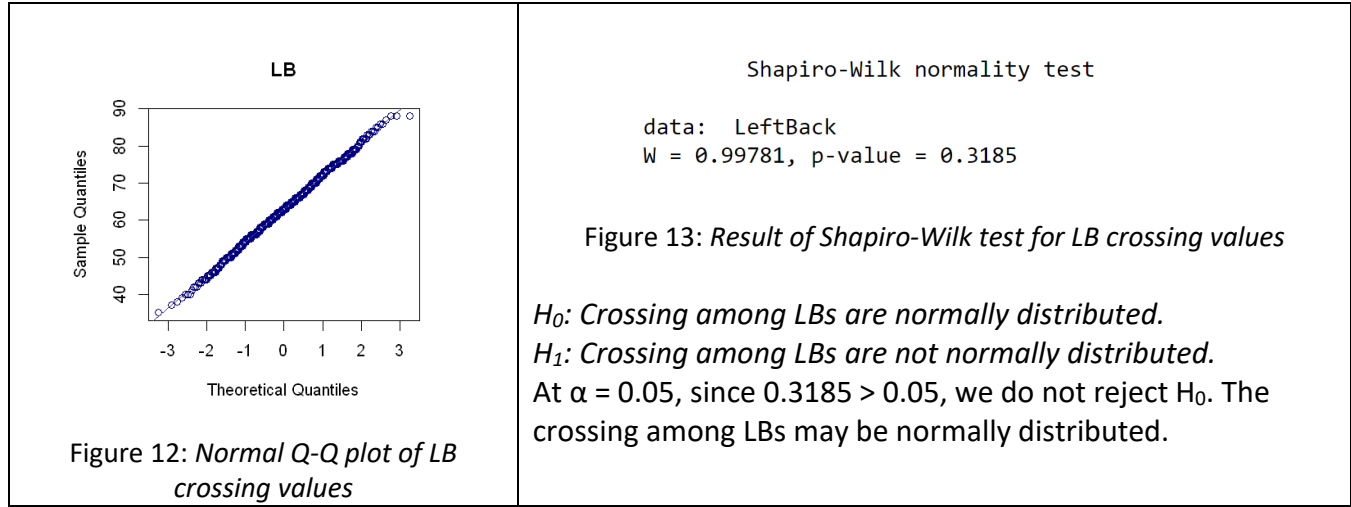 LB
Sample Quantiles
90
80
70
60
50
40
-3 -2 -1 0 1 2 3
Theoretical Quantiles
Figure 12: Normal Q-Q plot of LB
crossing values
Shapiro-Wilk normality test
data: LeftBack
W = 0.99781, p-value = 0.3185
Figure 13: Result of Shapiro-Wilk test for LB crossing values
H₀: Crossing among LBs are normally distributed.
H₁: Crossing among LBs are not normally distributed.
At α = 0.05, since 0.3185 > 0.05, we do not reject H₀. The
crossing among LBs may be normally distributed.